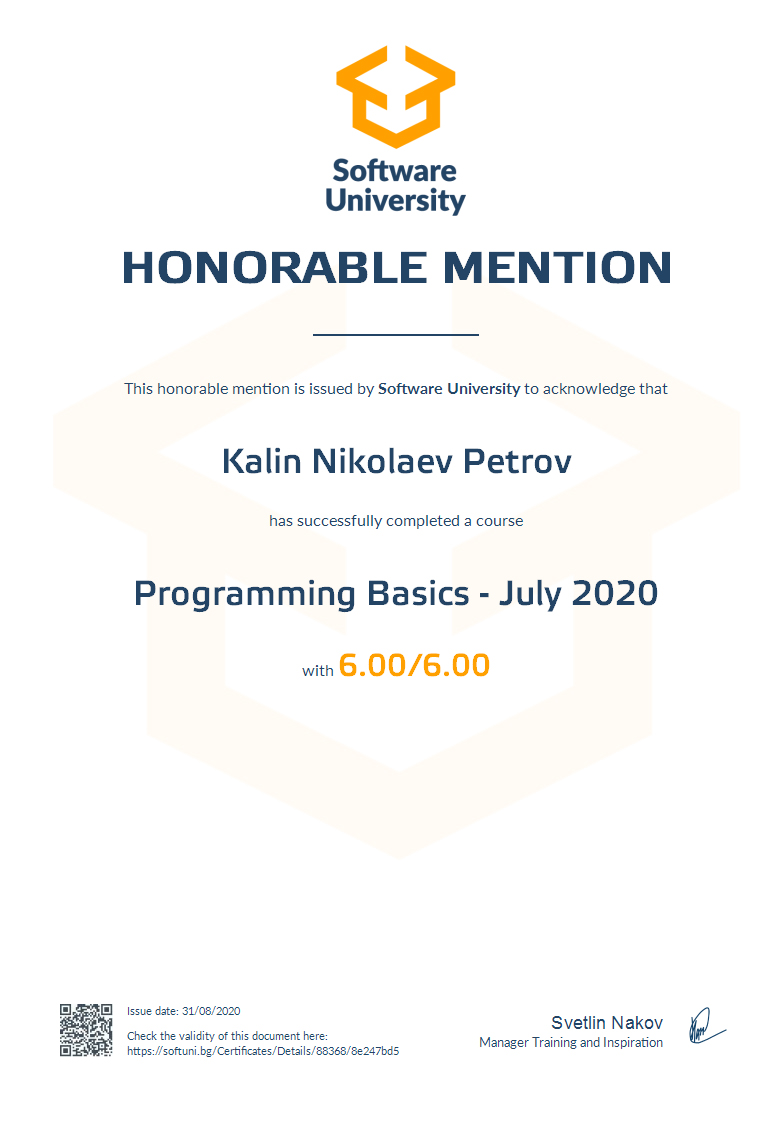 Software
University
HONORABLE MENTION
This honorable mention is issued by Software University to acknowledge that
Kalin Nikolaev Petrov
has successfully completed a course
Programming Basics - July 2020
with 6.00/6.00
Issue date: 31/08/2020
Check the validity of this document here:
https://softuni.bg/Certificates/Details/88368/8e247bd5
Svetlin Nakov
Manager Training and Inspiration